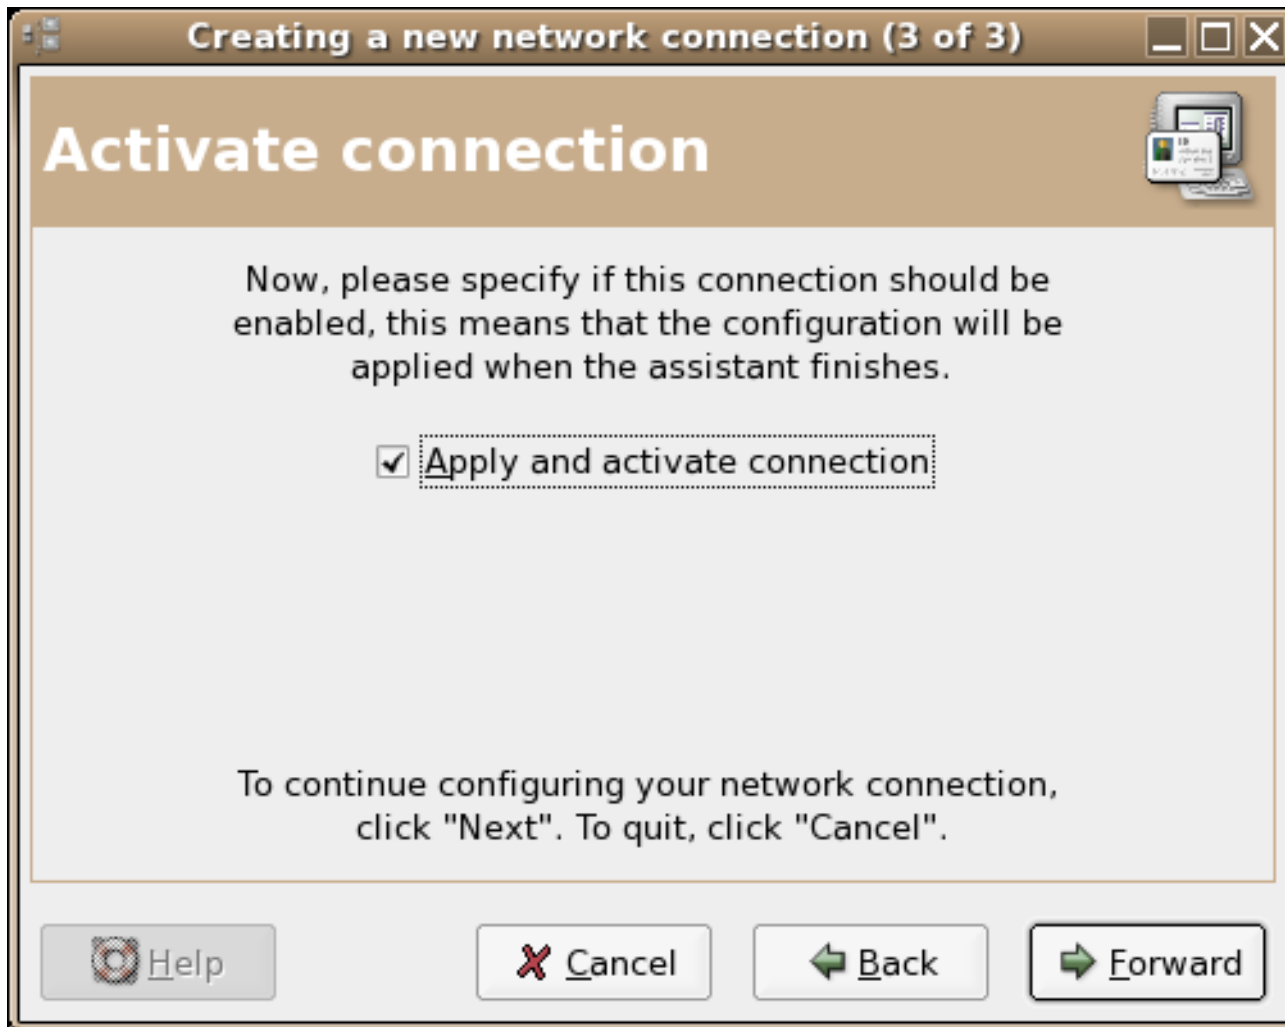 Creating a new network connection (3 of 3)
Activate connection
Now, please specify if this connection should be
enabled, this means that the configuration will be
applied when the assistant finishes.
Apply and activate connection
To continue configuring your network connection,
click "Next". To quit, click "Cancel".
Help
Cancel
Back
Forward